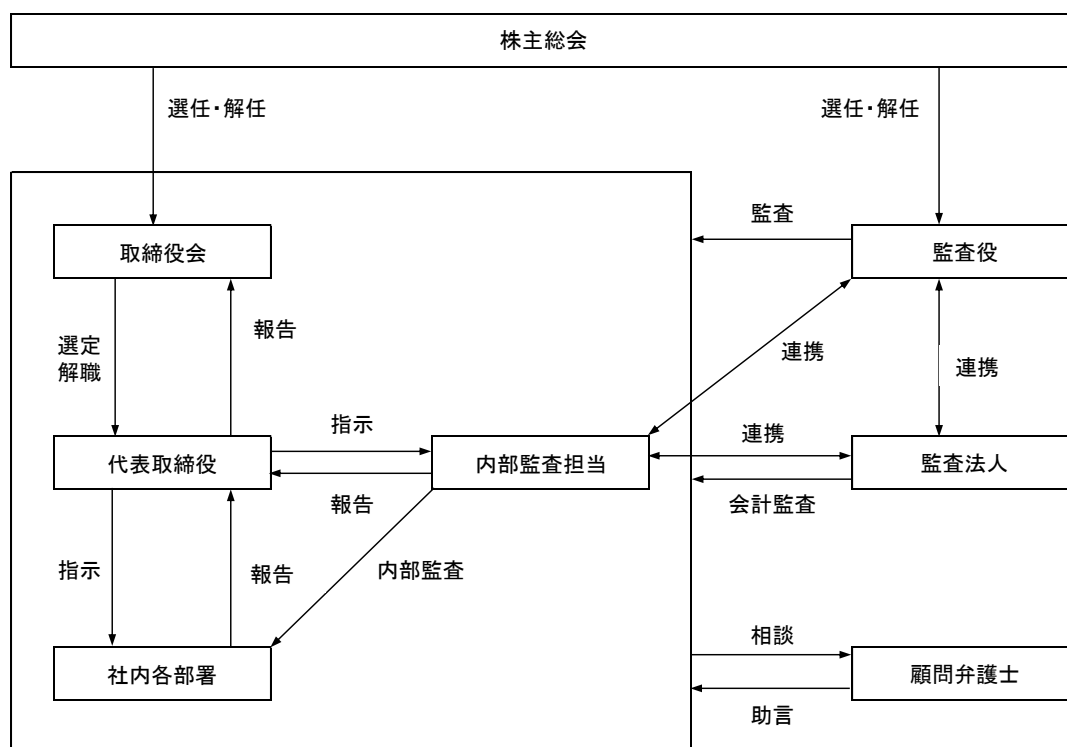 株主総会
選任・解任
選任・解任
監査
取締役会
監査役
報告
選定
解職
連携
連携
指示
連携
代表取締役
内部監査担当
監査法人
報告
会計監査
指示
報告
内部監査
相談
社内各部署
顧問弁護士
助言